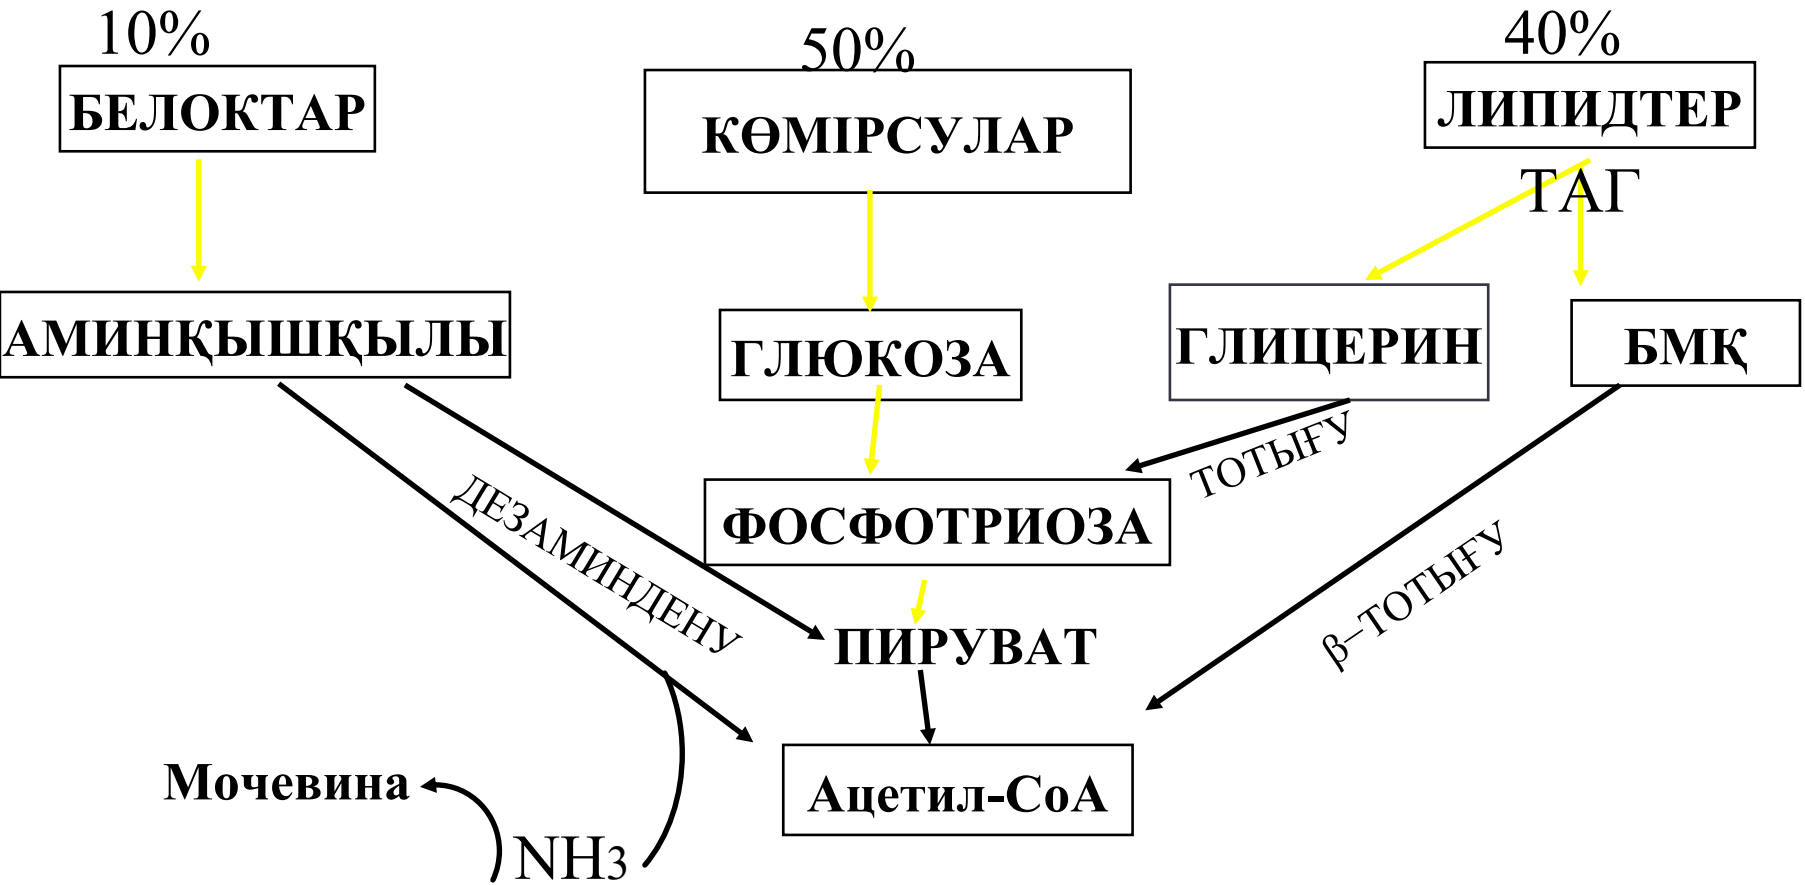 10%
50%
40%
БЕЛОКТАР
КӨМІРСУЛАР
ЛИПИДТЕР
ТАГ
АМИНҚЫШҚЫЛЫ
ГЛЮКОЗА
ГЛИЦЕРИН
БМҚ
ТОТЫҒУ
ДЕЗАМИНДЕНУ
ФОСФОТРИОЗА
β–ТОТЫҒУ
ПИРУВАТ
Мочевина
Ацетил-СоА
NH3